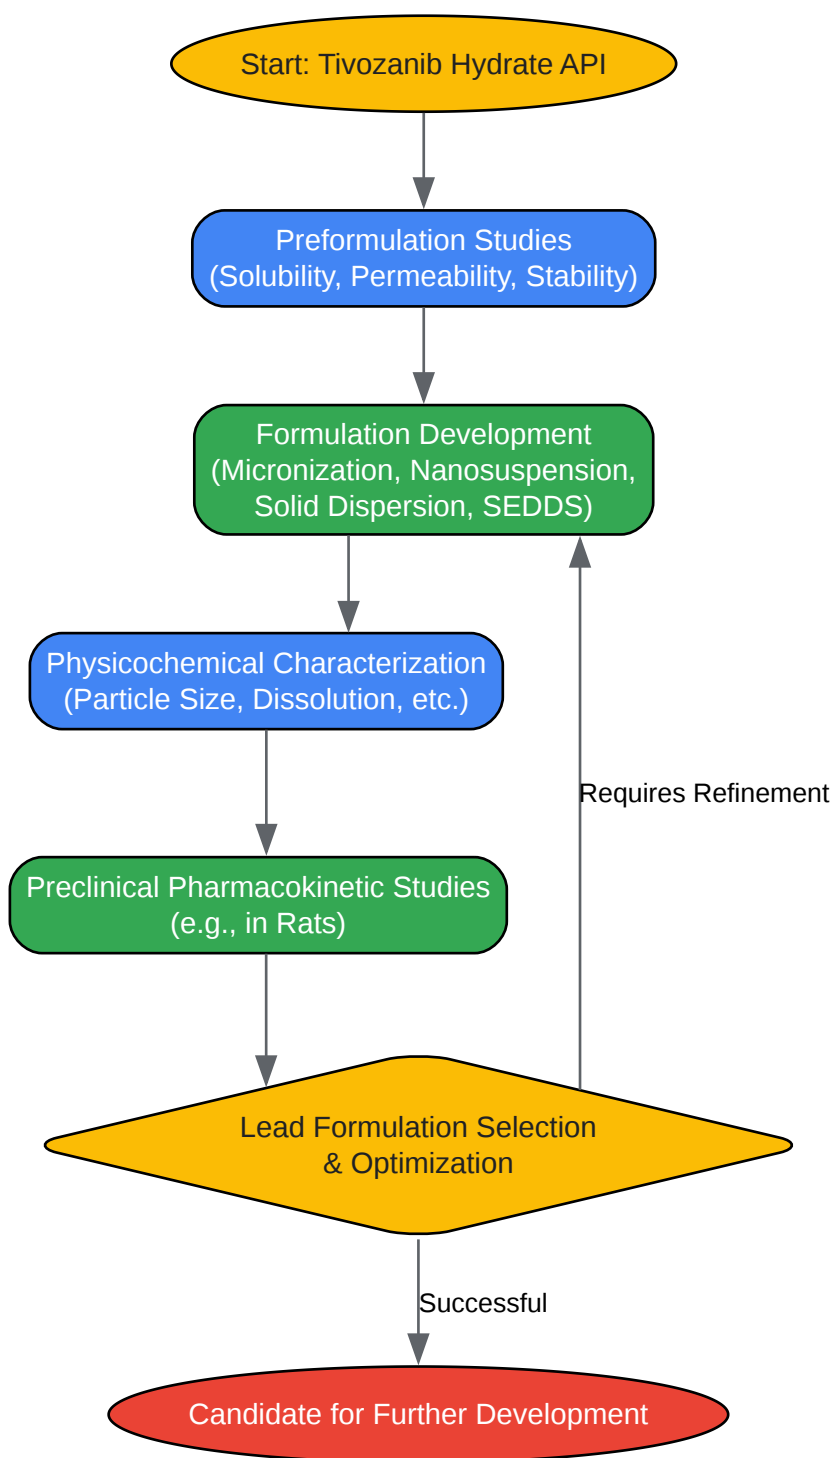 Start: Tivozanib Hydrate API
Preformulation Studies
(Solubility, Permeability, Stability)
Formulation Development
(Micronization, Nanosuspension,
Solid Dispersion, SEDDS)
Physicochemical Characterization
(Particle Size, Dissolution, etc.)
Requires Refinement
Preclinical Pharmacokinetic Studies
(e.g., in Rats)
Lead Formulation Selection
& Optimization
Successful
Candidate for Further Development